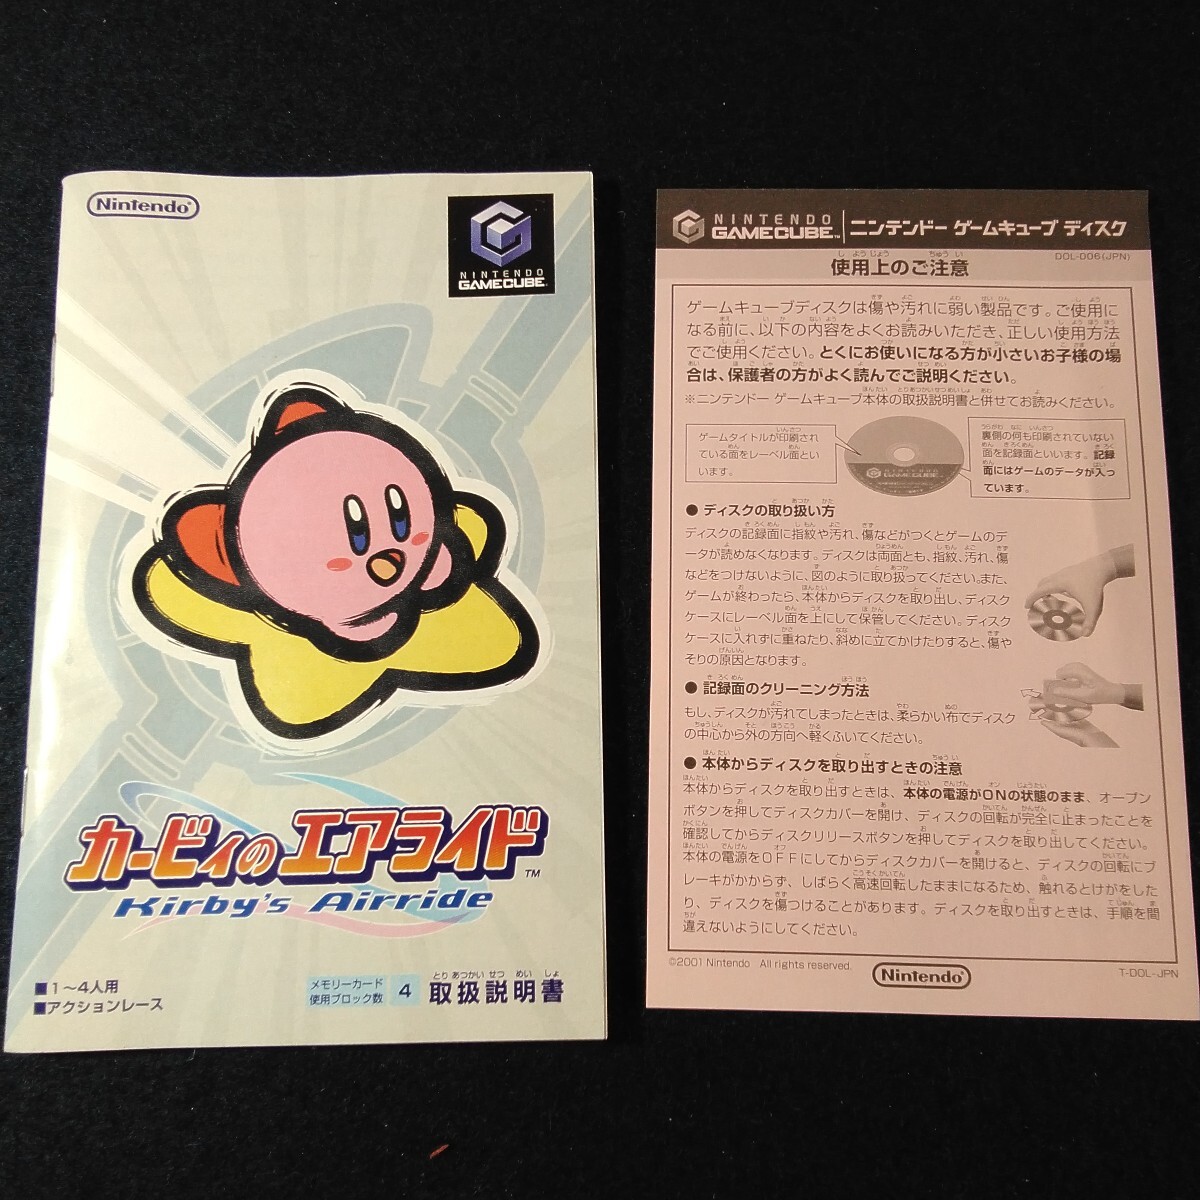 Nintendo
NINTENDO
GAMECUBE™
カービィのエアライド™
Kirby's Airride
■1〜4人用
■アクションレース
メモリーカード
使用ブロック数
4
とり あつかい せつ めい しょ
取扱説明書
NINTENDO
GAMECUBE™
ニンテンドー ゲームキューブ ディスク
DOL-D06(JPN)
し よう じょう ちゅう い
使用上のご注意
ゲームキューブディスクは傷や汚れに弱い製品です。ご使用に
なる前に、以下の内容をよくお読みいただき、正しい使用方法
でご使用ください。とくにお使いになる方が小さいお子様の場
合は、保護者の方がよく読んでご説明ください。
※ニンテンドー ゲームキューブ本体の取扱説明書と併せてお読みください。
ゲームタイトルが印刷され
ている面をレーベル面とい
います。
NINTENDO
GAMECUBE
裏側の何も印刷されていない
面を記録面といいます。記録
面にはゲームのデータが入っ
ています。
● ディスクの取り扱い方
ディスクの記録面に指紋や汚れ、傷などがつくとゲームのデ
ータが読めなくなります。ディスクは両面とも、指紋、汚れ、傷
などをつけないように、図のように取り扱ってください。また、
ゲームが終わったら、本体からディスクを取り出し、ディスク
ケースにレーベル面を上にして保管してください。ディスク
ケースに入れずに重ねたり、斜めに立てかけたりすると、傷や
そりの原因となります。
● 記録面のクリーニング方法
もし、ディスクが汚れてしまったときは、柔らかい布でディスク
の中心から外の方向へ軽くふいてください。
● 本体からディスクを取り出すときの注意
本体からディスクを取り出すときは、本体の電源がONの状態のまま、オープン
ボタンを押してディスクカバーを開け、ディスクの回転が完全に止まったことを
確認してからディスクリリースボタンを押してディスクを取り出してください。
本体の電源をOFFにしてからディスクカバーを開けると、ディスクの回転にブ
レーキがかからず、しばらく高速回転したままになるため、触れるとけがをした
り、ディスクを傷つけることがあります。ディスクを取り出すときは、手順を間
違えないようにしてください。
©2001 Nintendo All rights reserved.
Nintendo
T-DOL-JPN